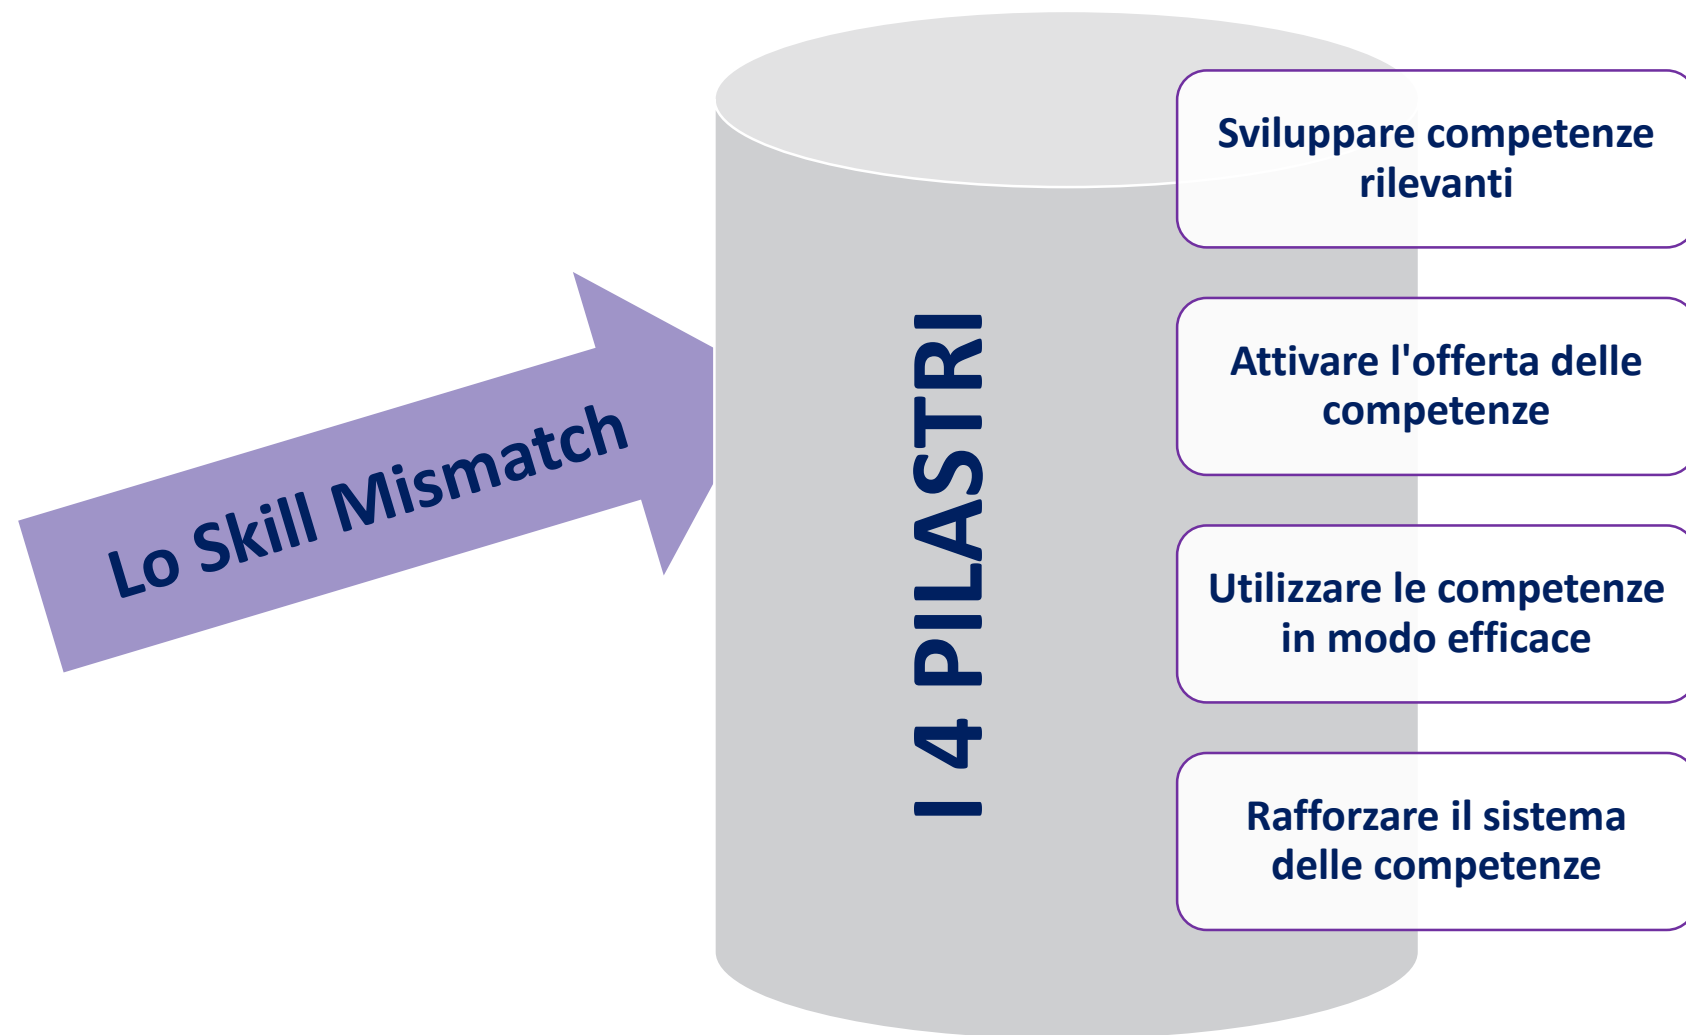 Lo Skill Mismatch
I 4 PILASTRI
Sviluppare competenze
rilevanti
Attivare l'offerta delle
competenze
Utilizzare le competenze
in modo efficace
Rafforzare il sistema
delle competenze